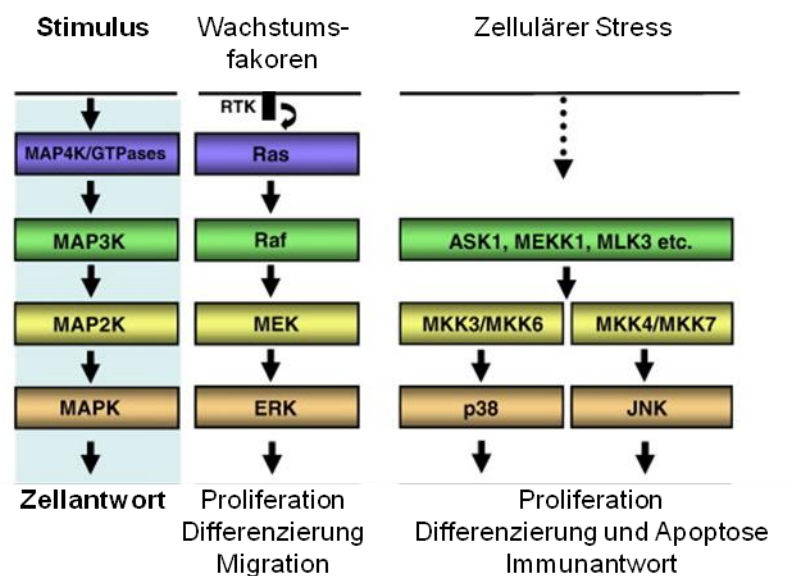 Stimulus
Wachstums-
fakoren
Zellulärer Stress
RTK
MAP4K/GTPases
Ras
MAP3K
Raf
ASK1, MEKK1, MLK3 etc.
MAP2K
MEK
MKK3/MKK6
MKK4/MKK7
MAPK
ERK
p38
JNK
Zellantwort
Proliferation
Differenzierung
Migration
Proliferation
Differenzierung und Apoptose
Immunantwort